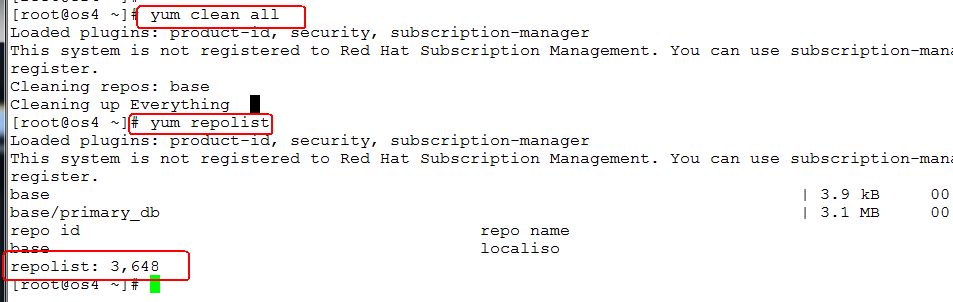 [root@os4 ~]# yum clean all
Loaded plugins: product-id, security, subscription-manager
This system is not registered to Red Hat Subscription Management. You can use subscription-mana
register.
Cleaning repos: base
Cleaning up Everything
[root@os4 ~]# yum repolist
Loaded plugins: product-id, security, subscription-manager
This system is not registered to Red Hat Subscription Management. You can use subscription-mana
register.
base | 3.9 kB 00
base/primary_db | 3.1 MB 00
repo id repo name
base localiso
repolist: 3,648
[root@os4 ~]#